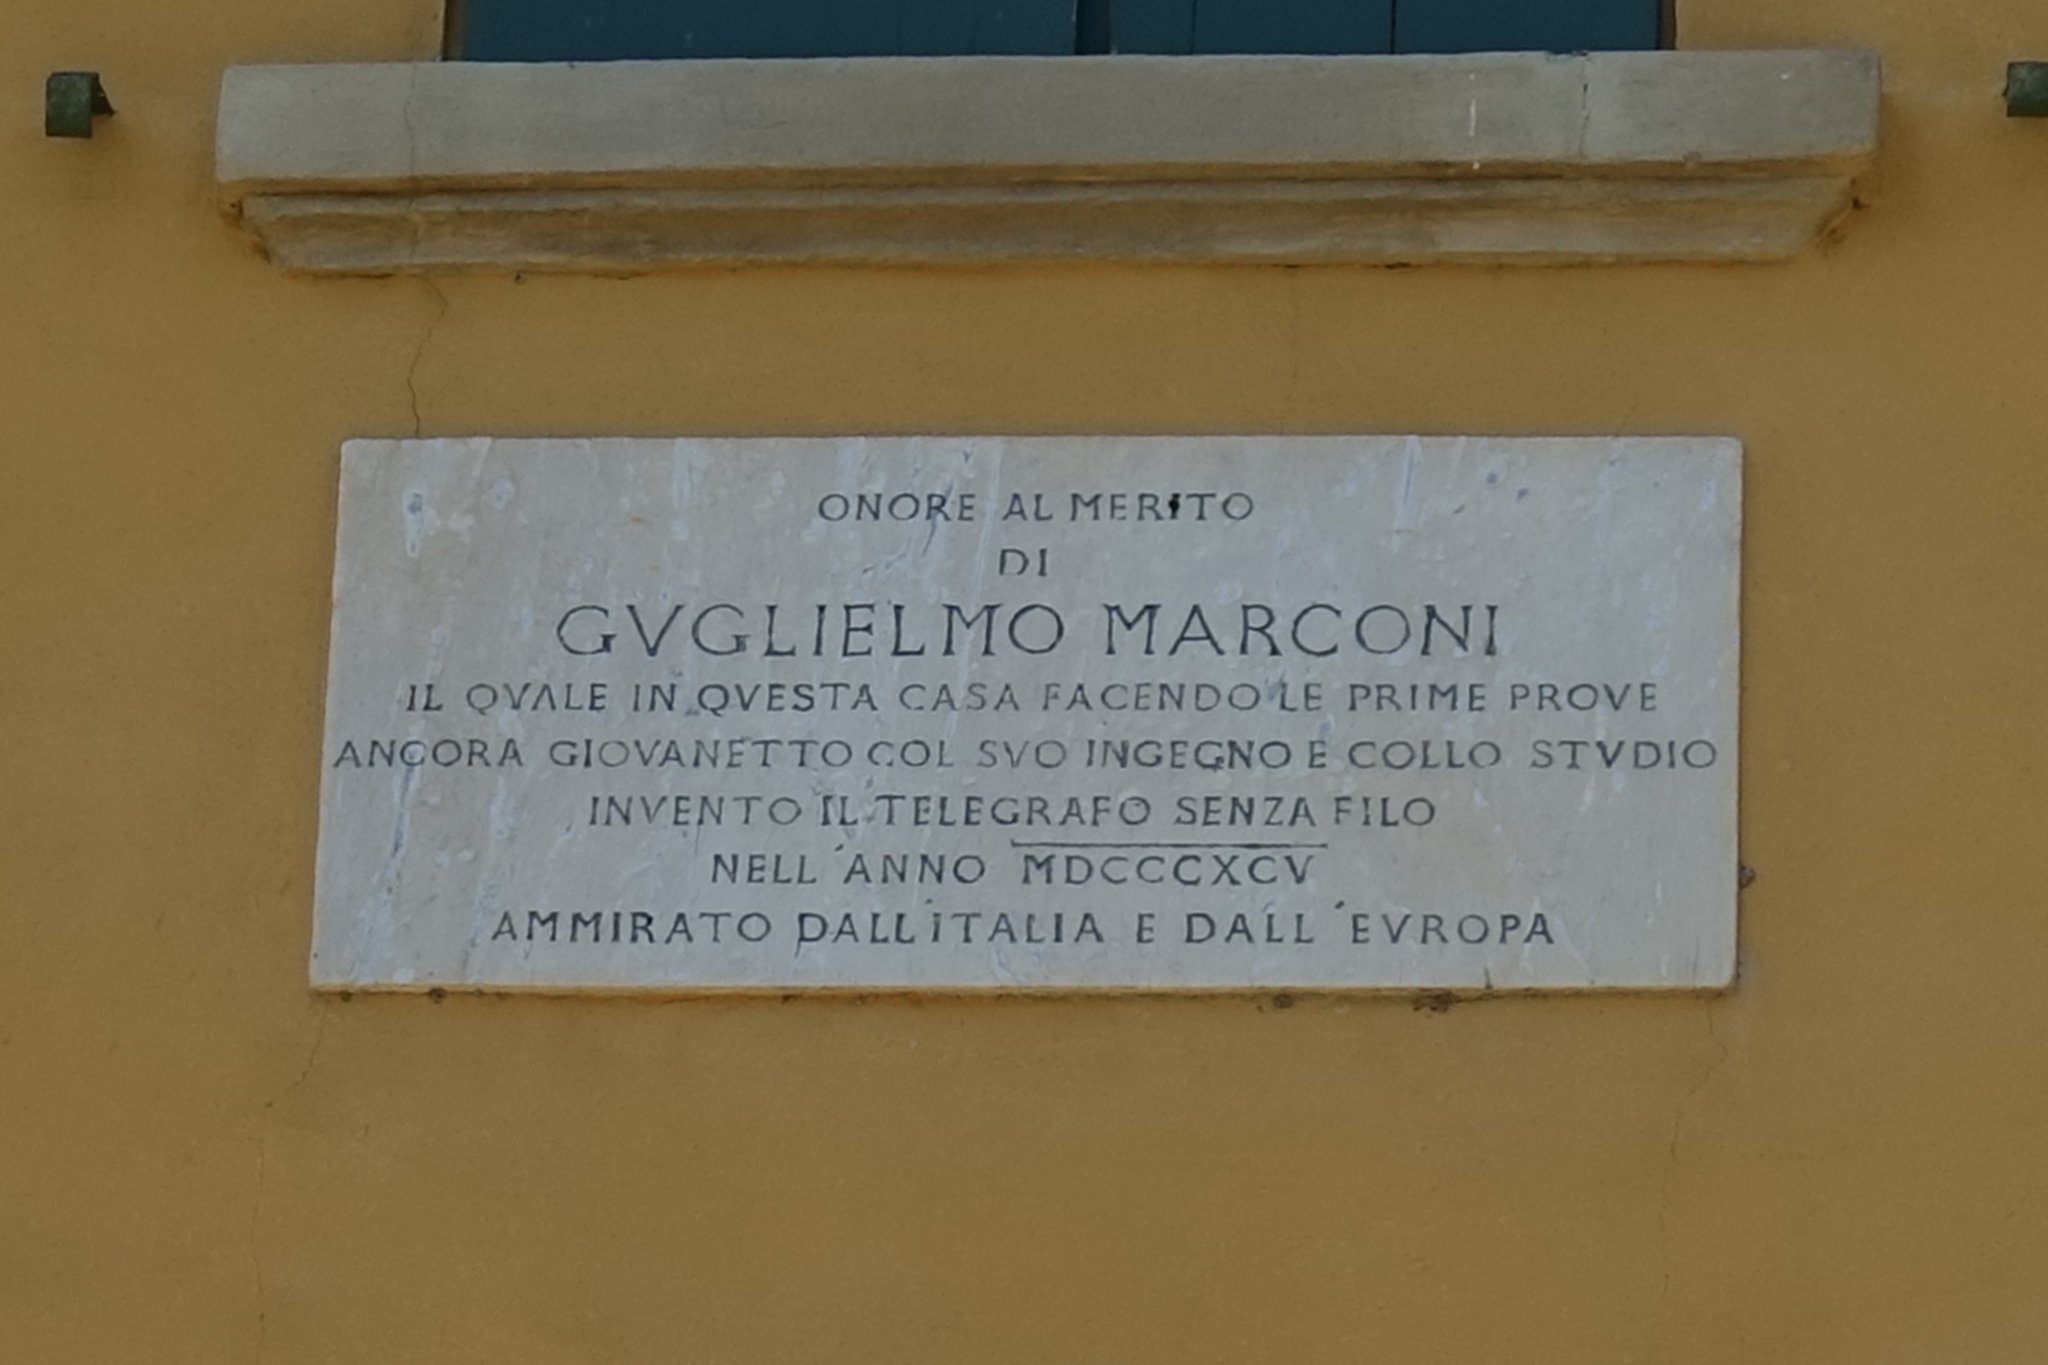 ONORE AL MERITO
DI
GVGLIELMO MARCONI
IL QVALE IN QVESTA CASA FACENDO LE PRIME PROVE
ANCORA GIOVANETTO COL SVO INGEGNO E COLLO STVDIO
INVENTO IL TELEGRAFO SENZA FILO
NELL'ANNO MDCCCXCV
AMMIRATO DALL'ITALIA E DALL'EVROPA